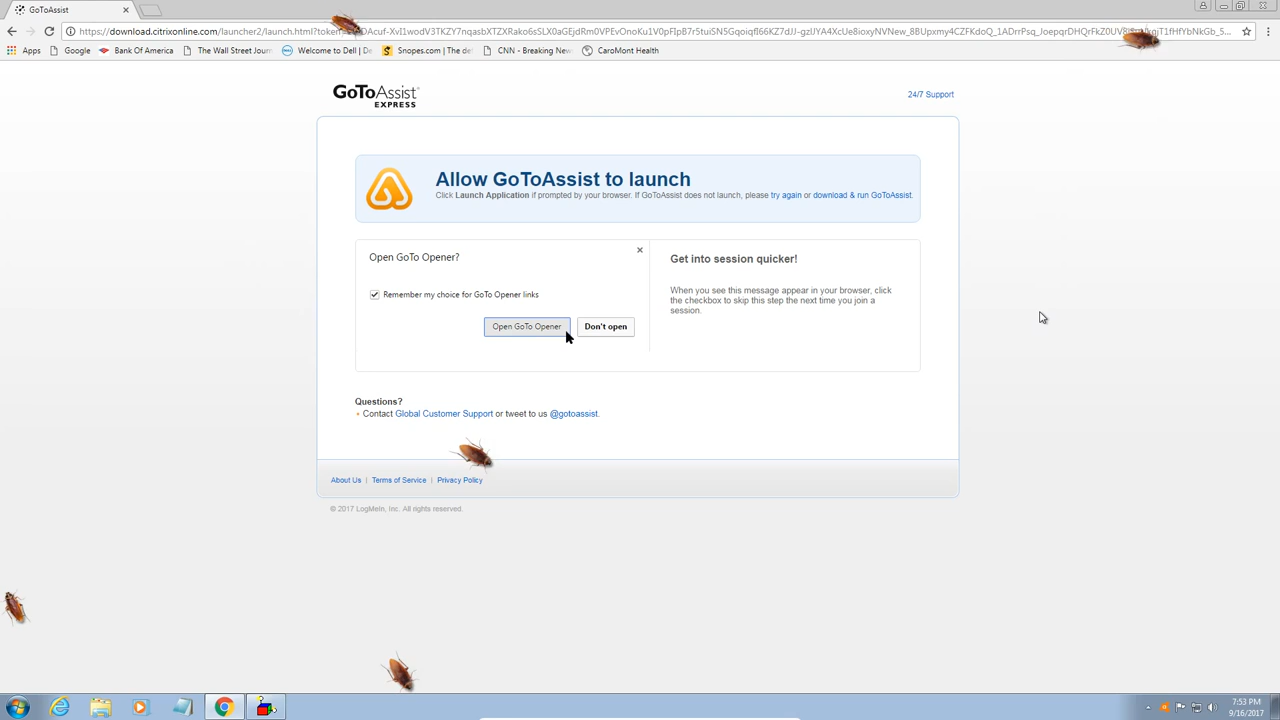 GoToAssist
https://download.citrixonline.com/launcher2/launch.html?token=
Apps Google Bank of America The Wall Street Jour Welcome to Dell | De Snopes.com | The de CNN - Breaking New CaroMont Health
GoToAssist
EXPRESS
24/7 Support
Allow GoToAssist to launch
Click Launch Application if prompted by your browser. If GoToAssist does not launch, please try again or download & run GoToAssist.
Open GoTo Opener?
Remember my choice for GoTo Opener links
Open GoTo Opener Don't open
Get into session quicker!
When you see this message appear in your browser, click
the checkbox to skip this step the next time you join a
session.
Questions?
• Contact Global Customer Support or tweet to us @gotoassist.
About Us | Terms of Service | Privacy Policy
© 2017 LogMeIn, Inc. All rights reserved.
7:53 PM
9/16/2017